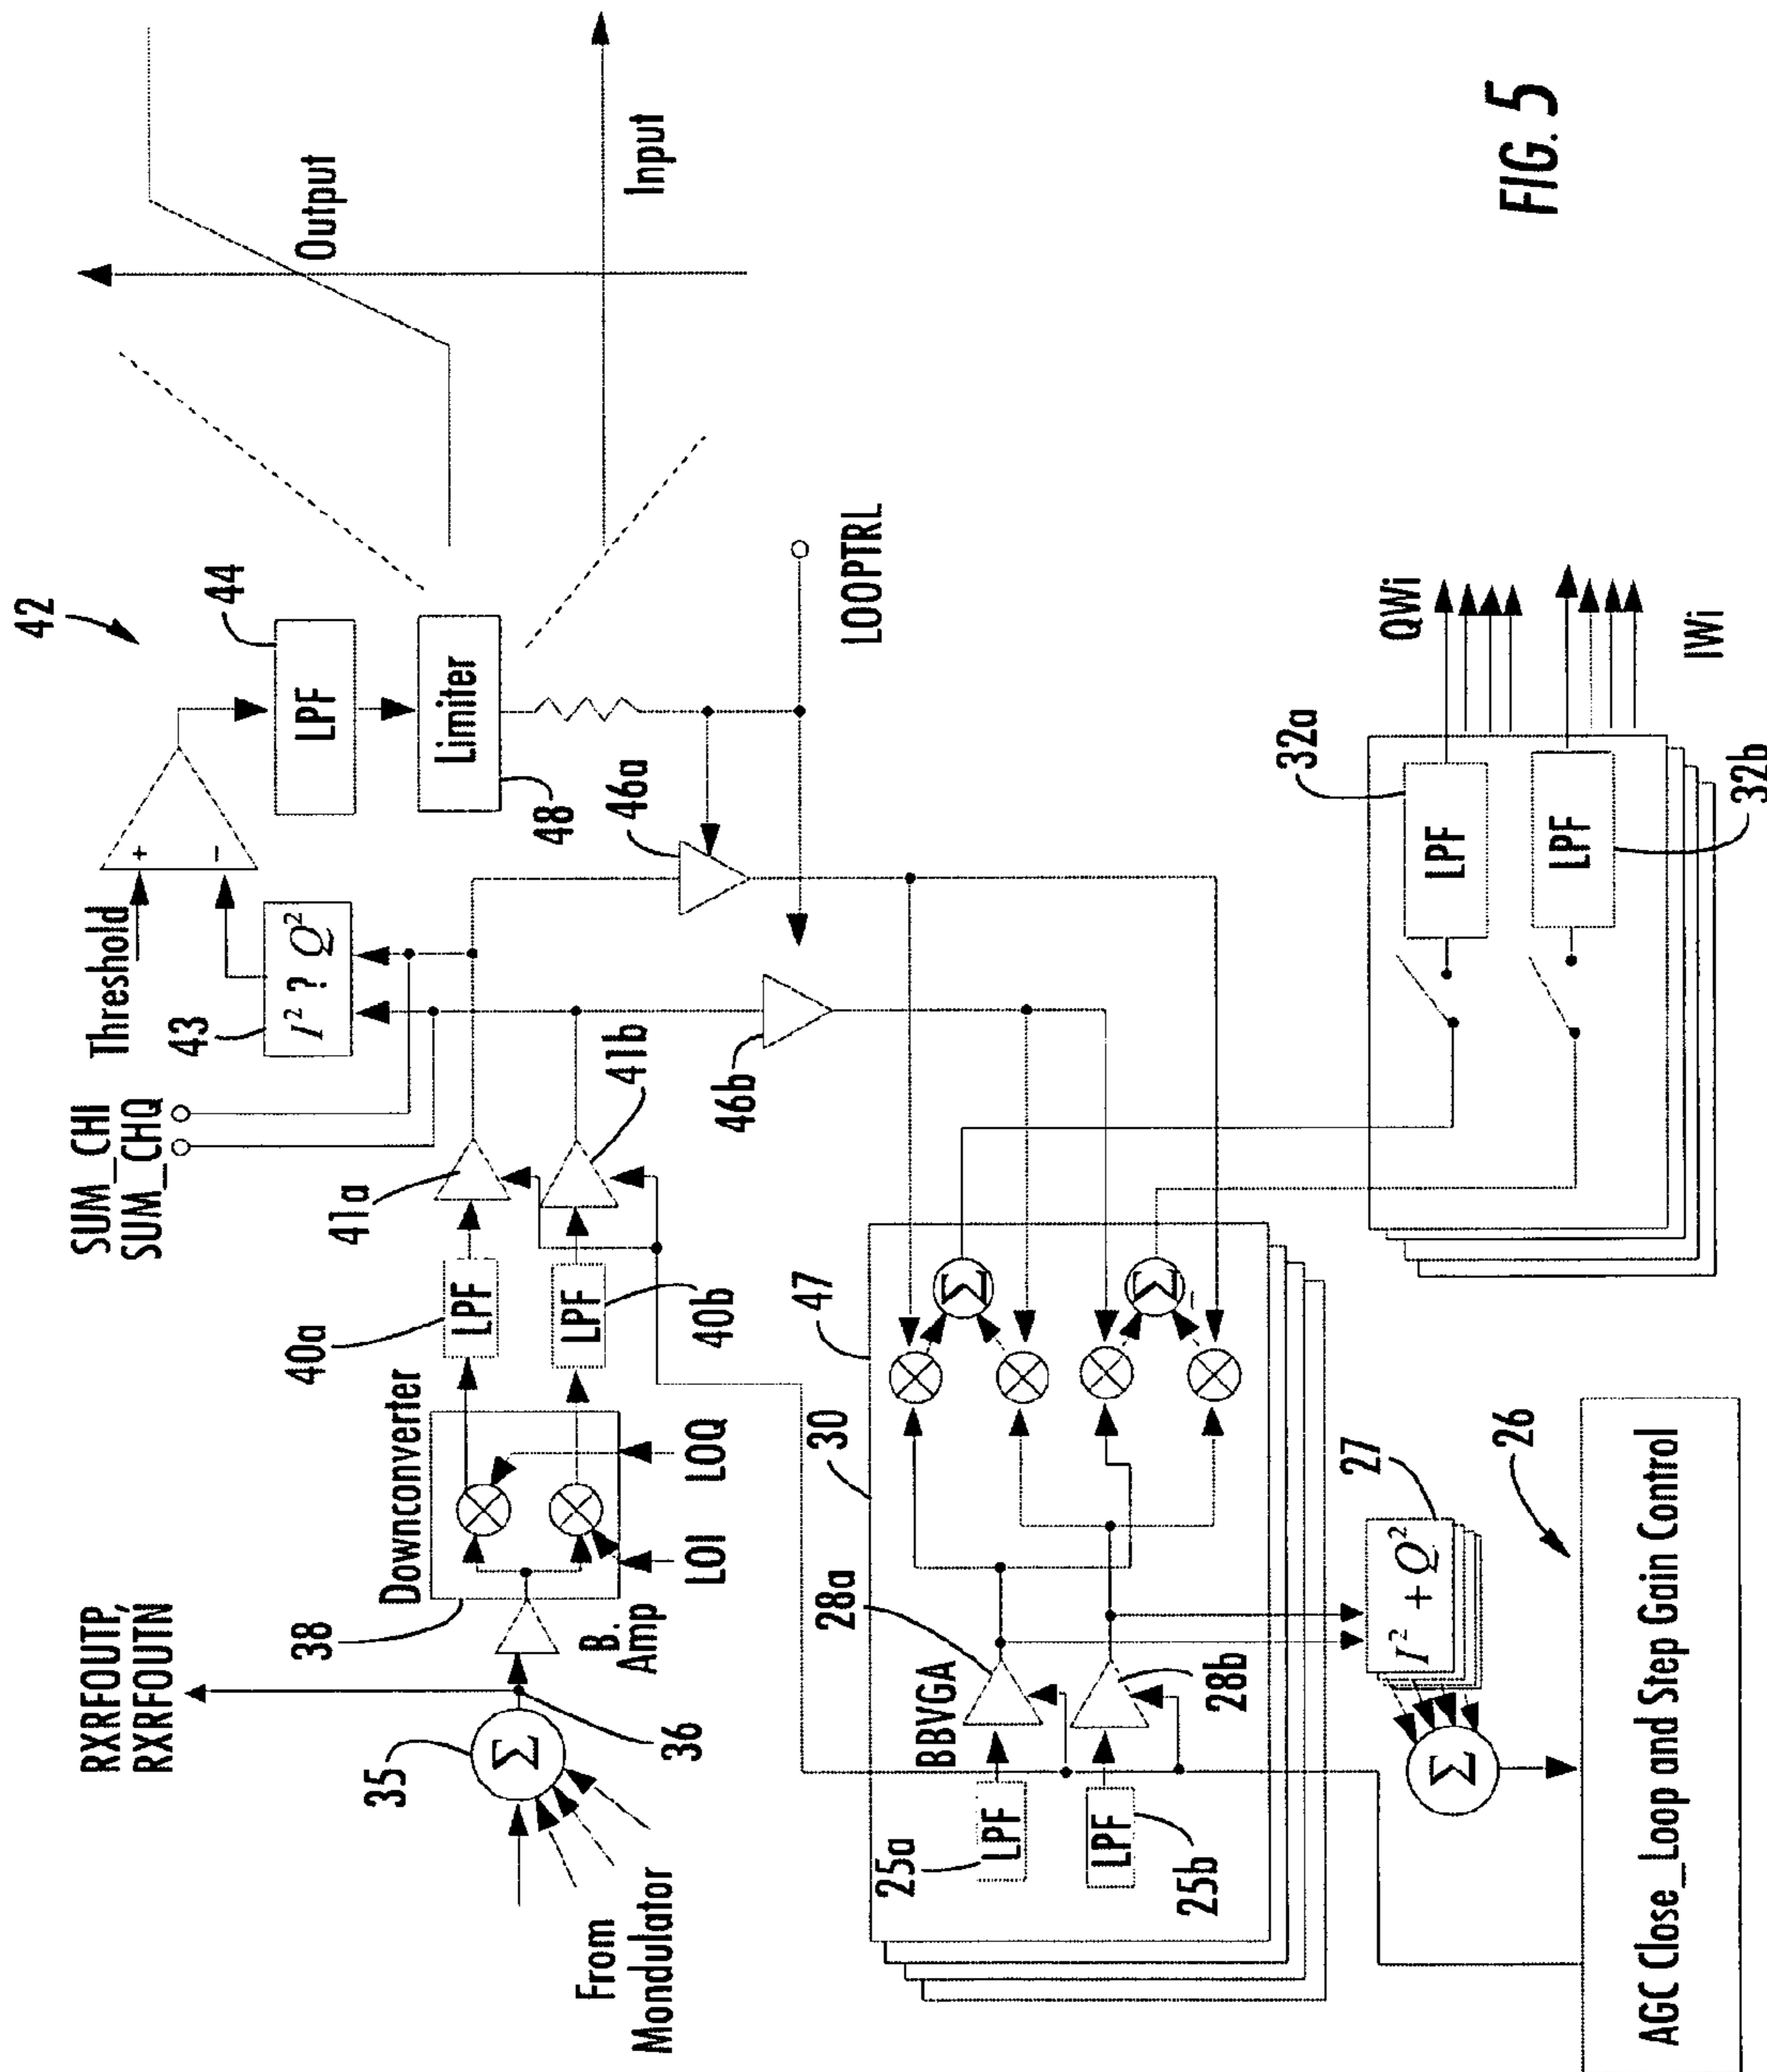 RXRFOUTP,
RXRFOUTN
35
Σ
36
From
Mondulator
B.
Amp
38
Downconverter
LOI
LOQ
40a
LPF
LPF
40b
41a
41b
SUM_CHI
SUM_CHQ
43
I² ? Q²
Threshold
+
−
42
44
LPF
Limiter
48
46a
46b
LOOPTRL
Output
Input
30
47
25a
LPF
LPF
25b
BBVGA
28a
28b
Σ
Σ
−
27
I² + Q²
Σ
26
AGC Close_Loop and Step Gain Control
32a
LPF
LPF
32b
QWi
IWi
FIG. 5